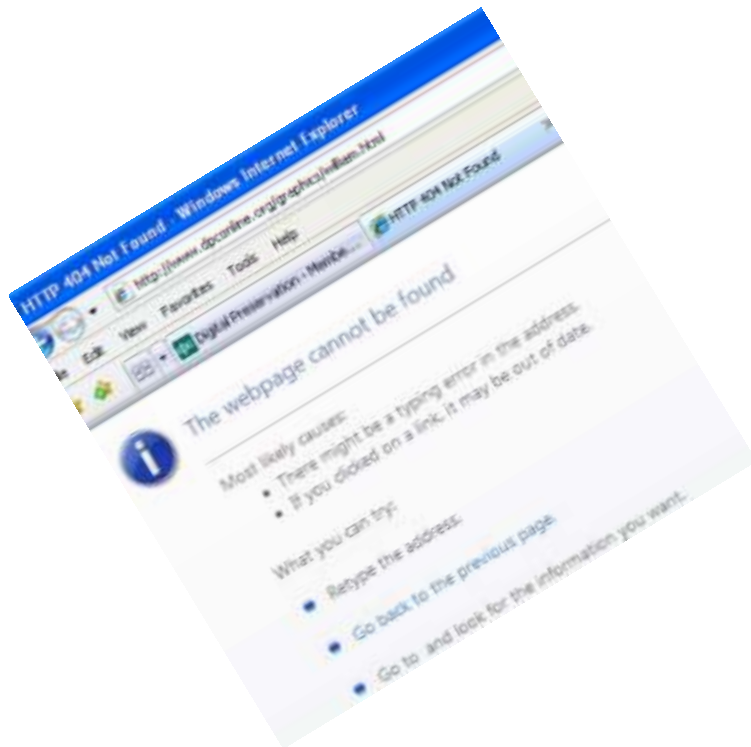 HTTP 404 Not Found - Windows Internet Explorer
http://www.dpconline.org/graphics/william.html
Edit View Favorites Tools Help
Digital Preservation - Membe... HTTP 404 Not Found
The webpage cannot be found
Most likely causes:
• There might be a typing error in the address.
• If you clicked on a link, it may be out of date.
What you can try:
Retype the address.
Go back to the previous page.
Go to and look for the information you want.